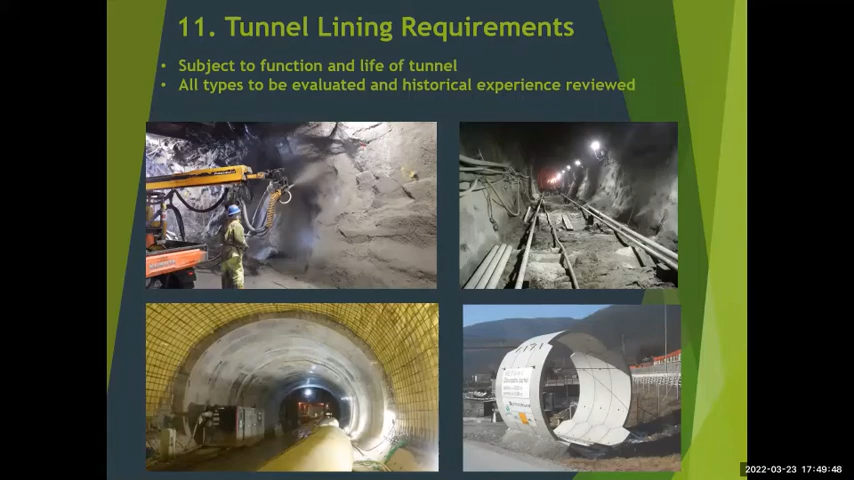 11. Tunnel Lining Requirements
• Subject to function and life of tunnel
• All types to be evaluated and historical experience reviewed
2022-03-23 17:49:48